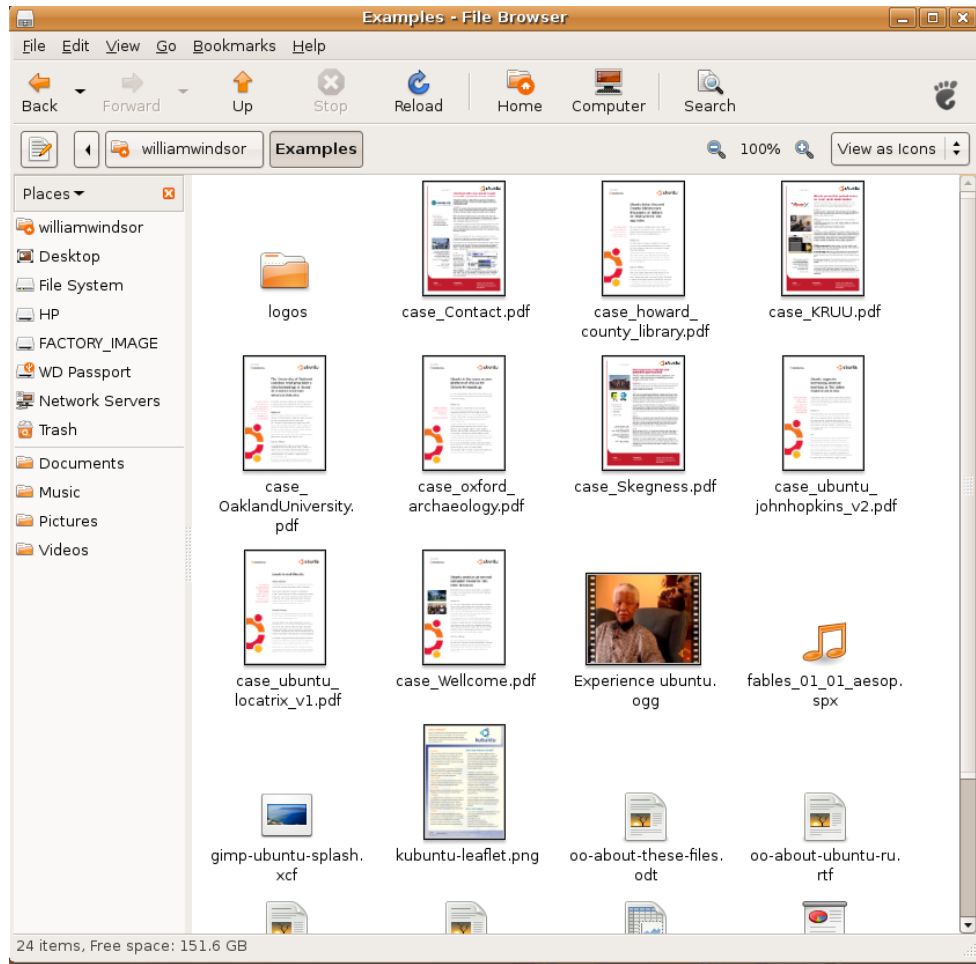 Examples - File Browser
File Edit View Go Bookmarks Help
Back Forward Up Stop Reload Home Computer Search
williamwindsor Examples 100% View as Icons
Places
williamwindsor
Desktop
File System
HP
FACTORY_IMAGE
WD Passport
Network Servers
Trash
Documents
Music
Pictures
Videos
logos
case_Contact.pdf
case_howard_
county_library.pdf
case_KRUU.pdf
case_
OaklandUniversity.
pdf
case_oxford_
archaeology.pdf
case_Skegness.pdf
case_ubuntu_
johnhopkins_v2.pdf
case_ubuntu_
locatrix_v1.pdf
case_Wellcome.pdf
Experience ubuntu.
ogg
fables_01_01_aesop.
spx
gimp-ubuntu-splash.
xcf
kubuntu-leaflet.png
oo-about-these-files.
odt
oo-about-ubuntu-ru.
rtf
24 items, Free space: 151.6 GB